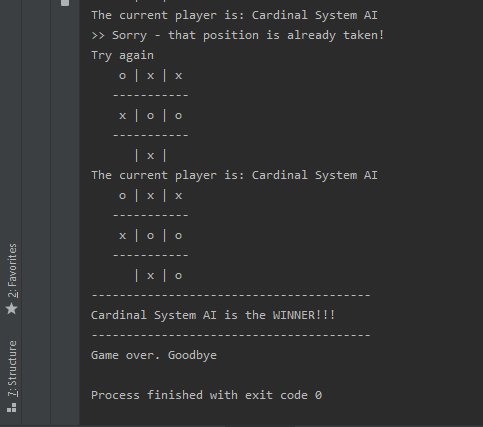 The current player is: Cardinal System AI
>> Sorry - that position is already taken!
Try again
o | x | x
-----------
x | o | o
-----------
| x |
The current player is: Cardinal System AI
o | x | x
-----------
x | o | o
-----------
| x | o
----------------------------------------
Cardinal System AI is the WINNER!!!
----------------------------------------
Game over. Goodbye
Process finished with exit code 0
2: Favorites
7: Structure